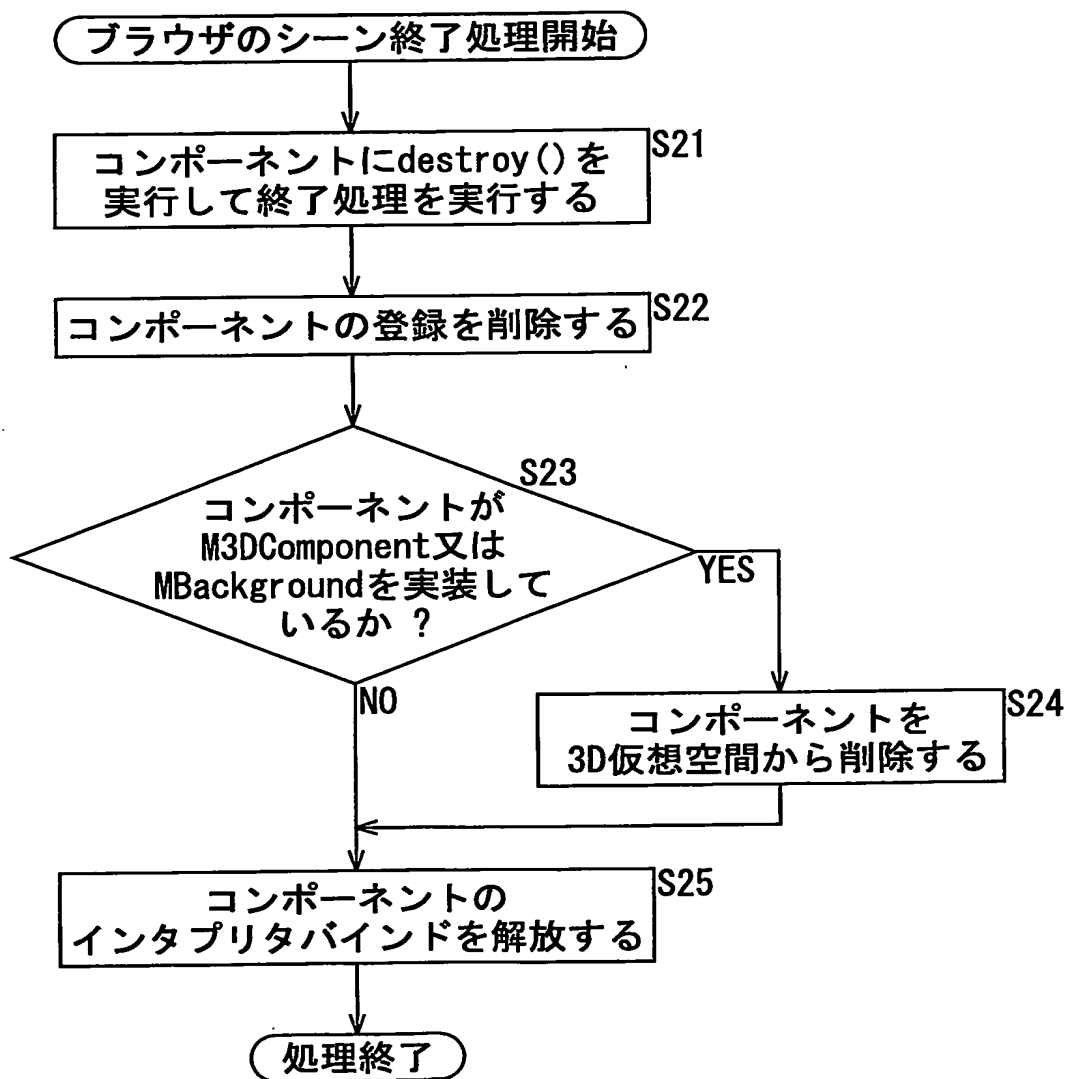 ブラウザのシーン終了処理開始
コンポーネントにdestroy()を
実行して終了処理を実行する
S21
コンポーネントの登録を削除する
S22
S23
コンポーネントが
M3DComponent又は
MBackgroundを実装して
いるか ?
YES
NO
コンポーネントを
3D仮想空間から削除する
S24
コンポーネントの
インタプリタバインドを解放する
S25
処理終了